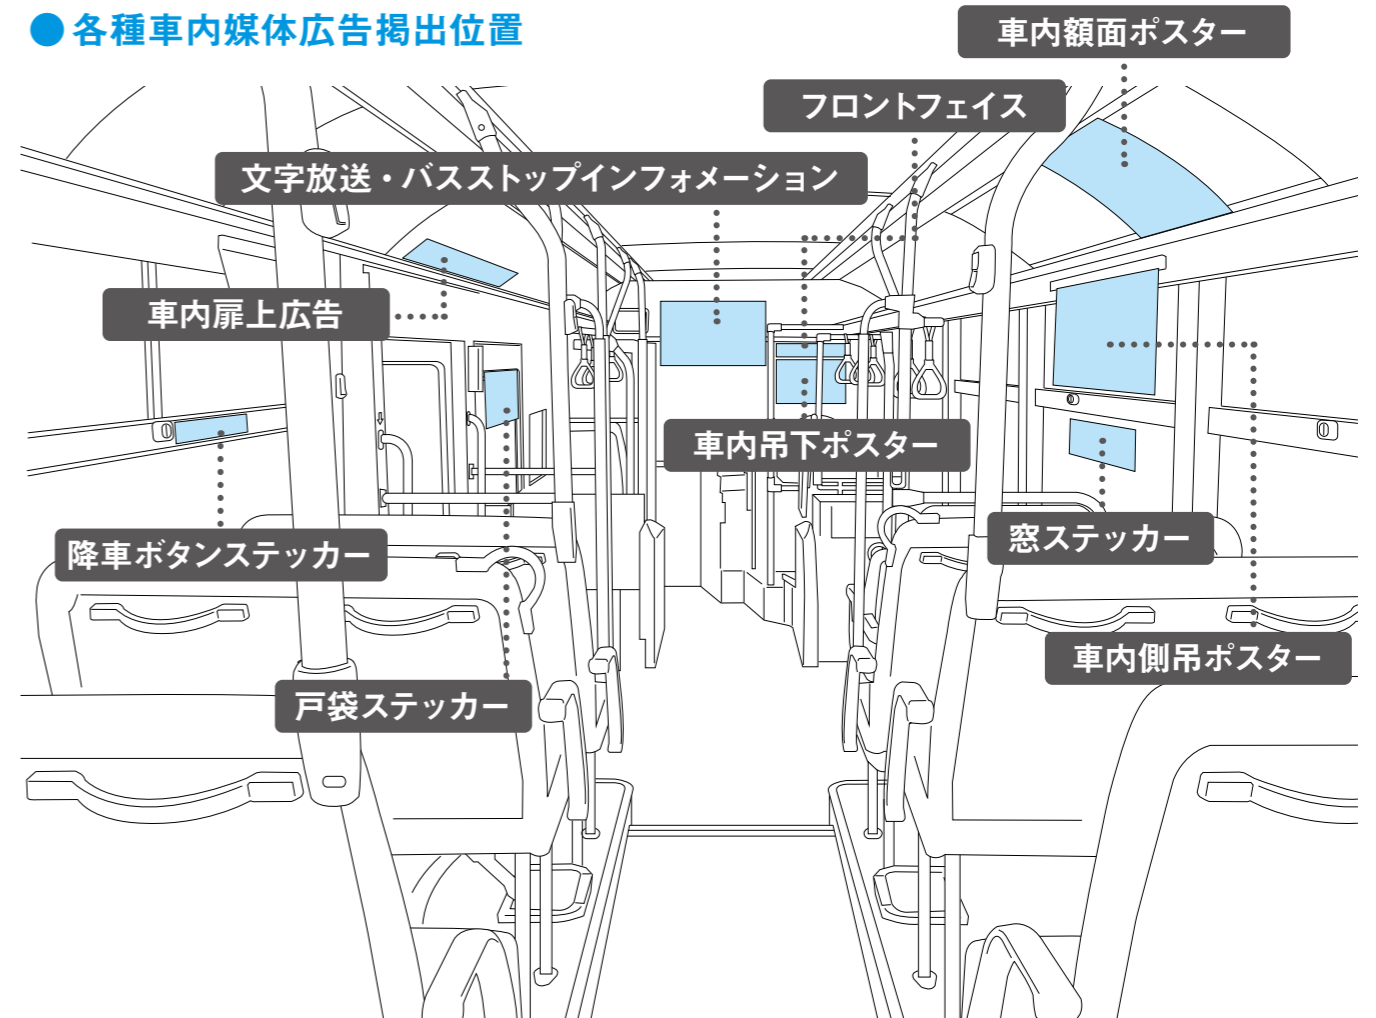 ●各種車内媒体広告掲出位置
車内額面ポスター
フロントフェイス
文字放送・バスストップインフォメーション
車内扉上広告
車内吊下ポスター
降車ボタンステッカー
窓ステッカー
車内側吊ポスター
戸袋ステッカー